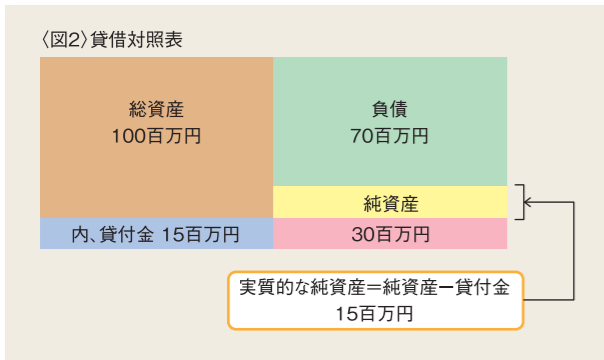 〈図2〉貸借対照表
総資産
100百万円
負債
70百万円
純資産
内、貸付金 15百万円
30百万円
実質的な純資産＝純資産－貸付金
15百万円